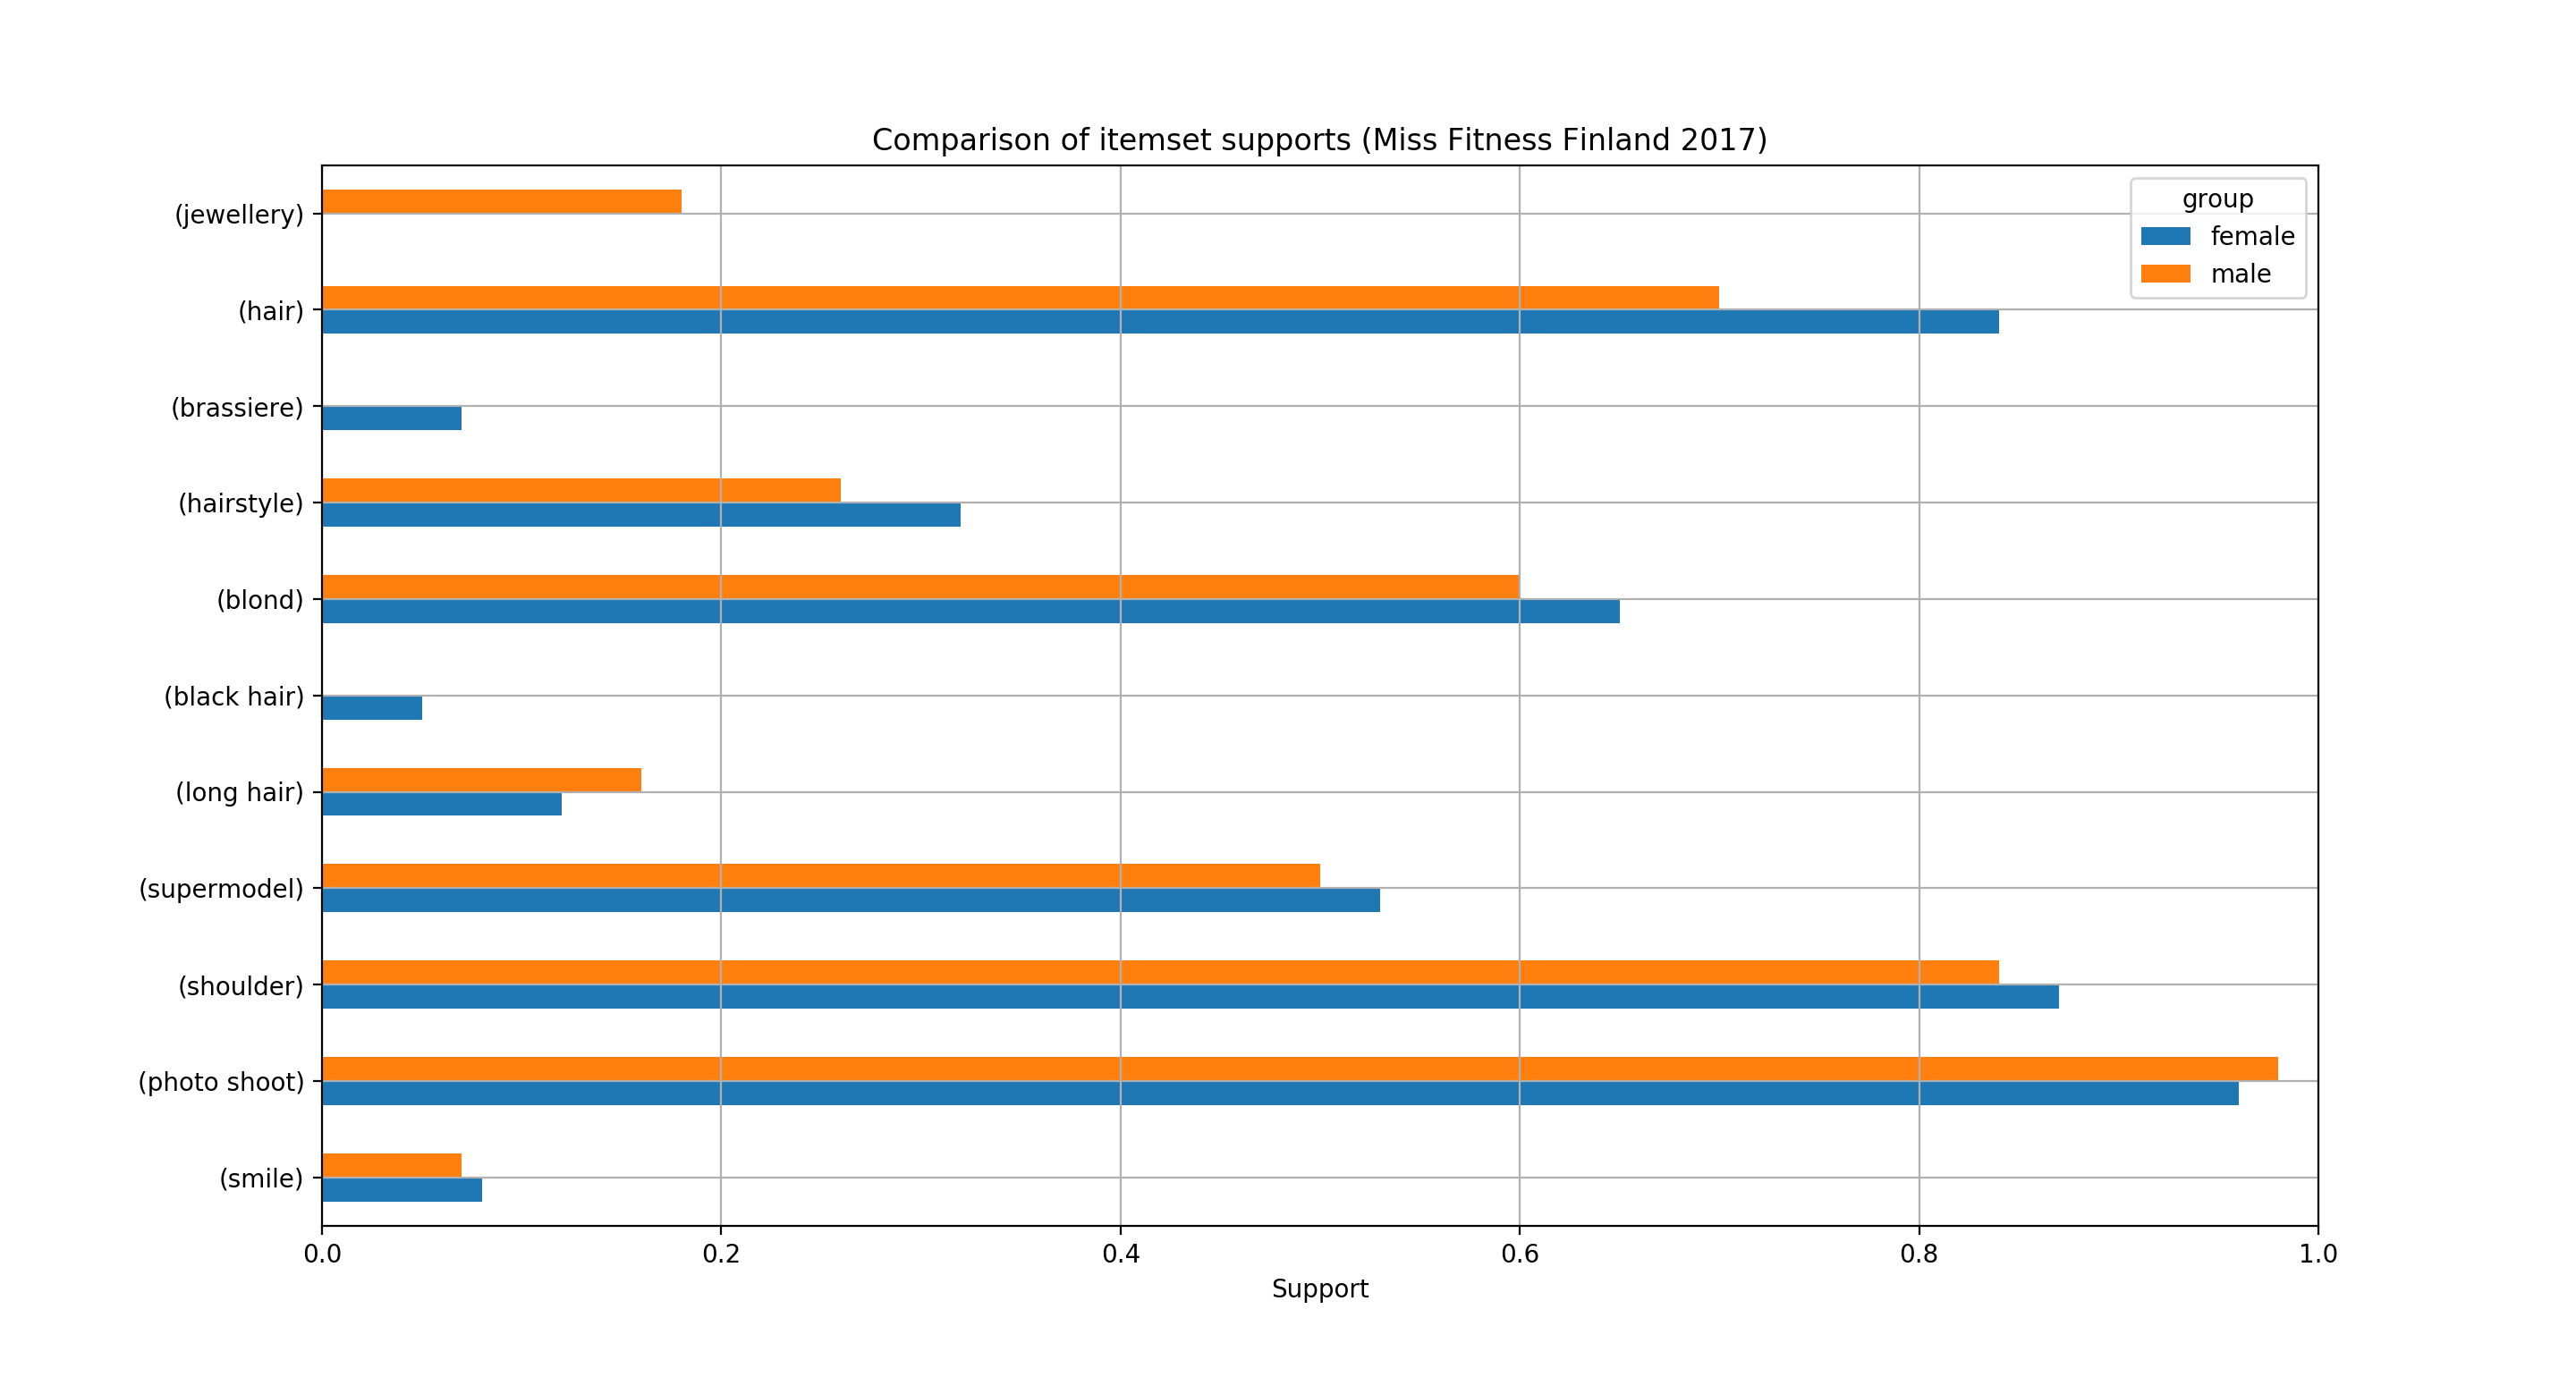 Comparison of itemset supports (Miss Fitness Finland 2017)
group
female
male
(jewellery)
(hair)
(brassiere)
(hairstyle)
(blond)
(black hair)
(long hair)
(supermodel)
(shoulder)
(photo shoot)
(smile)
0.0 0.2 0.4 0.6 0.8 1.0
Support